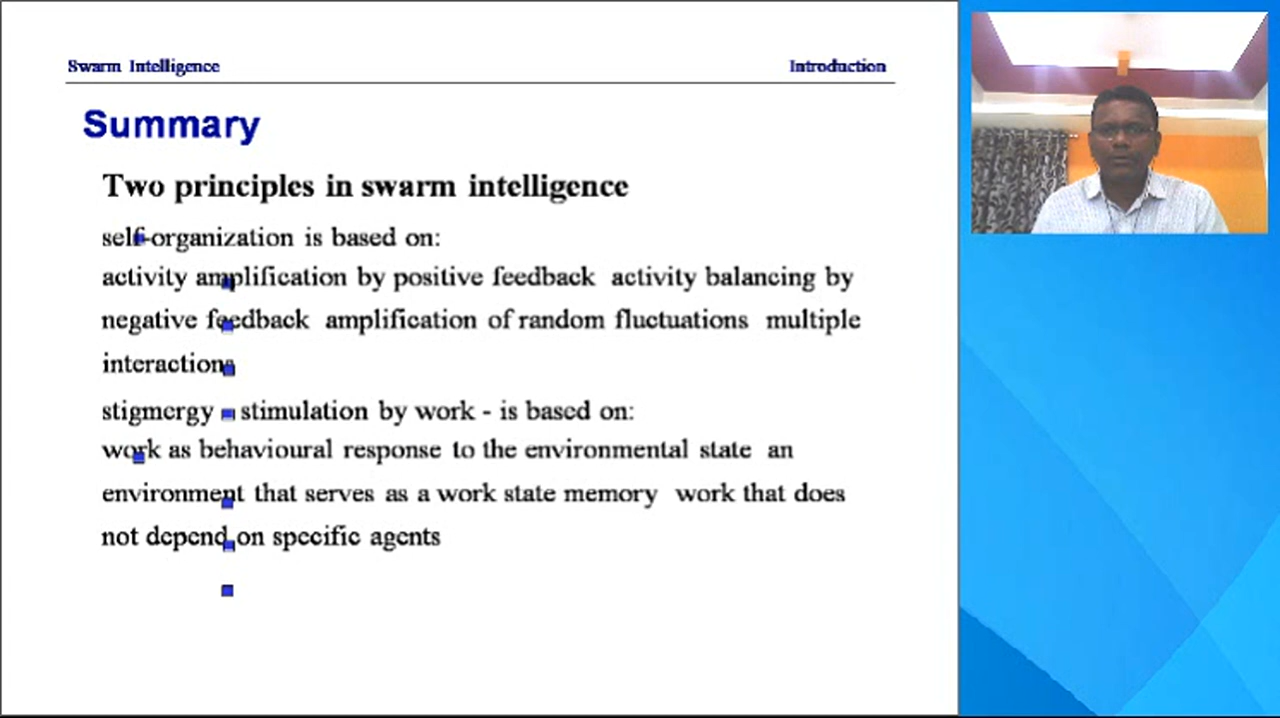 Swarm Intelligence Introduction
Summary
Two principles in swarm intelligence
self-organization is based on:
activity amplification by positive feedback activity balancing by
negative feedback amplification of random fluctuations multiple
interactions
stigmergy - stimulation by work - is based on:
work as behavioural response to the environmental state an
environment that serves as a work state memory work that does
not depend on specific agents